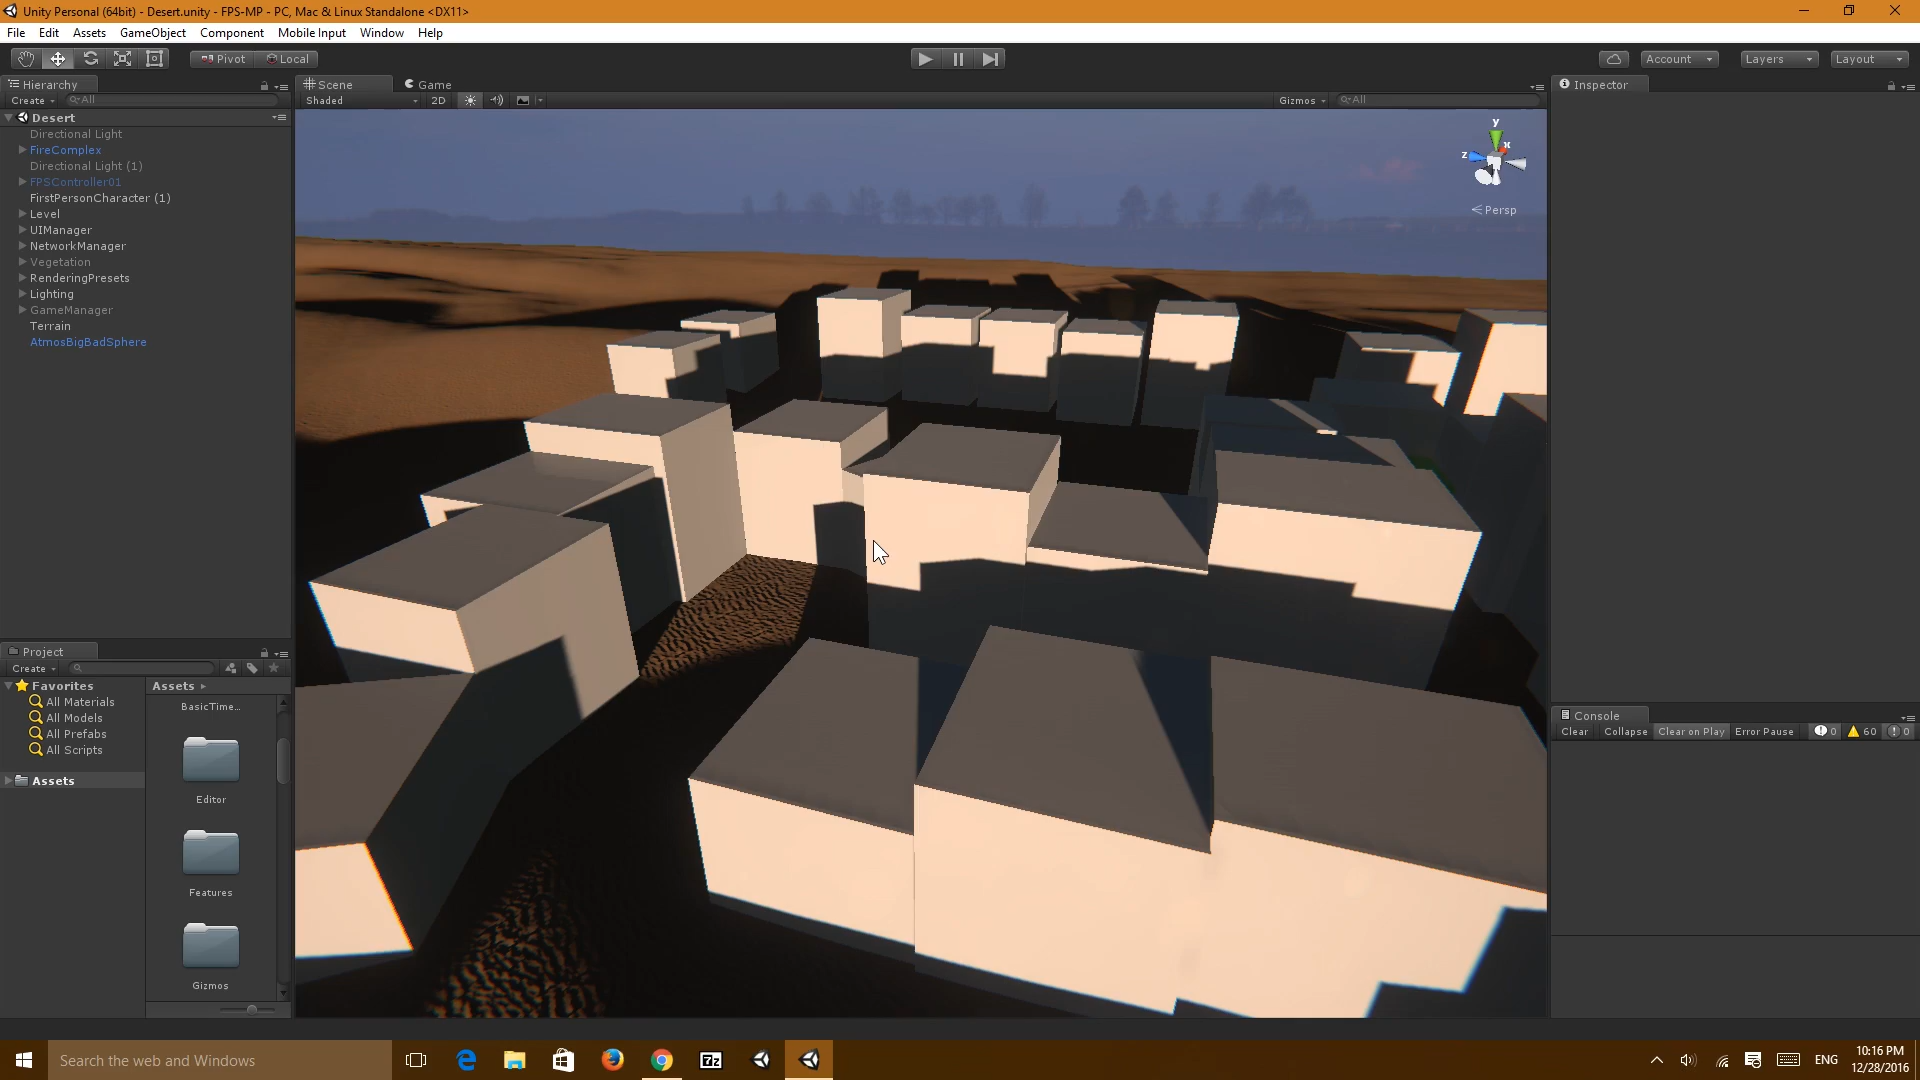 Unity Personal (64bit) - Desert.unity - FPS-MP - PC, Mac & Linux Standalone <DX11>
File Edit Assets GameObject Component Mobile Input Window Help
Pivot Local Account Layers Layout
Hierarchy
Create All
Desert
Directional Light
FireComplex
Directional Light (1)
FPSController01
FirstPersonCharacter (1)
Level
UIManager
NetworkManager
Vegetation
RenderingPresets
Lighting
GameManager
Terrain
AtmosBigBadSphere
Scene Game
Shaded 2D Gizmos All
y
x
z
Persp
Inspector
Project
Create
Favorites
All Materials
All Models
All Prefabs
All Scripts
Assets
Assets
BasicTime...
Editor
Features
Gizmos
Console
Clear Collapse Clear on Play Error Pause 0 60 0
Search the web and Windows
7z
ENG
10:16 PM
12/28/2016